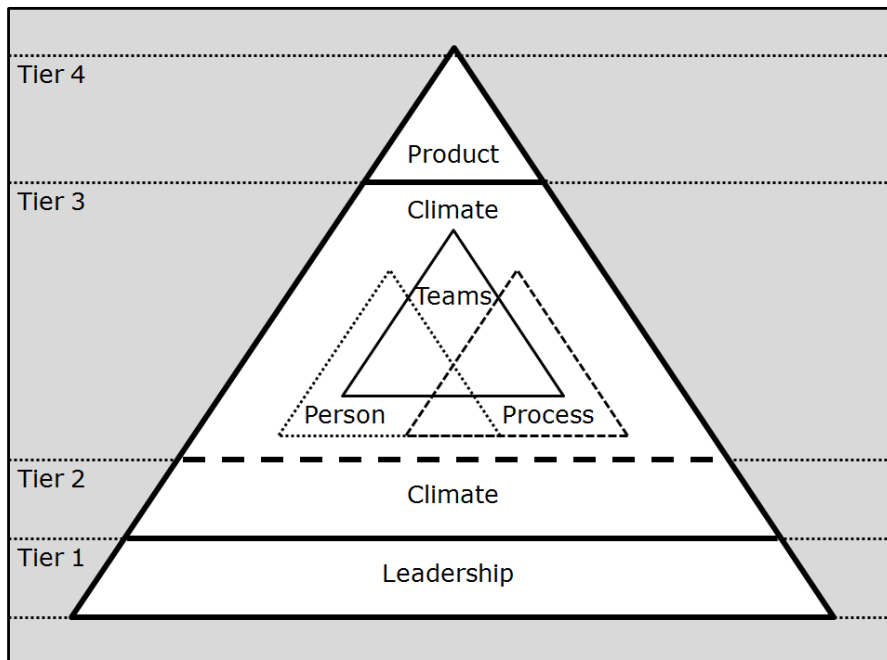 Tier 4
Product
Tier 3
Climate
Teams
Person
Process
Tier 2
Climate
Tier 1
Leadership